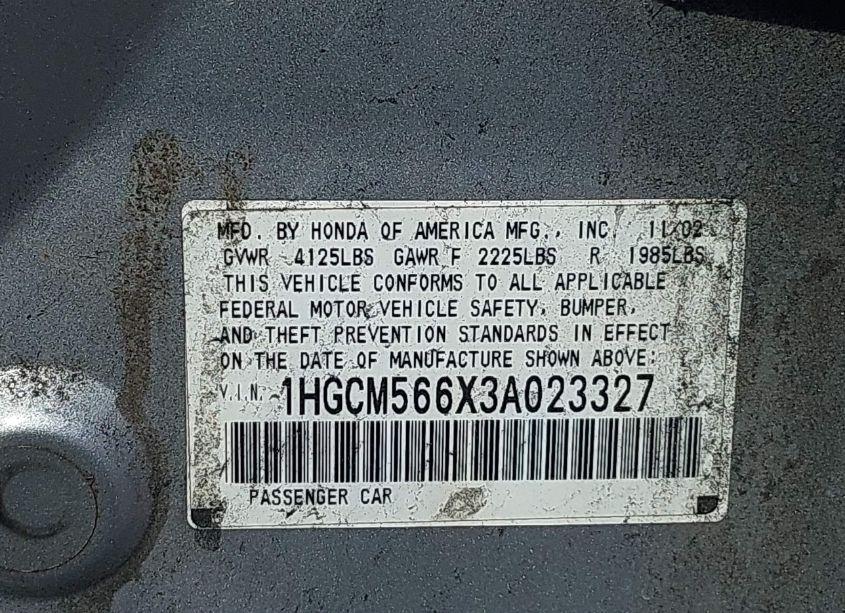 MFD. BY HONDA OF AMERICA MFG., INC. 11/02
GVWR 4125LBS GAWR F 2225LBS R 1985LBS
THIS VEHICLE CONFORMS TO ALL APPLICABLE
FEDERAL MOTOR VEHICLE SAFETY, BUMPER,
AND THEFT PREVENTION STANDARDS IN EFFECT
ON THE DATE OF MANUFACTURE SHOWN ABOVE:
V.I.N. 1HGCM566X3A023327
PASSENGER CAR